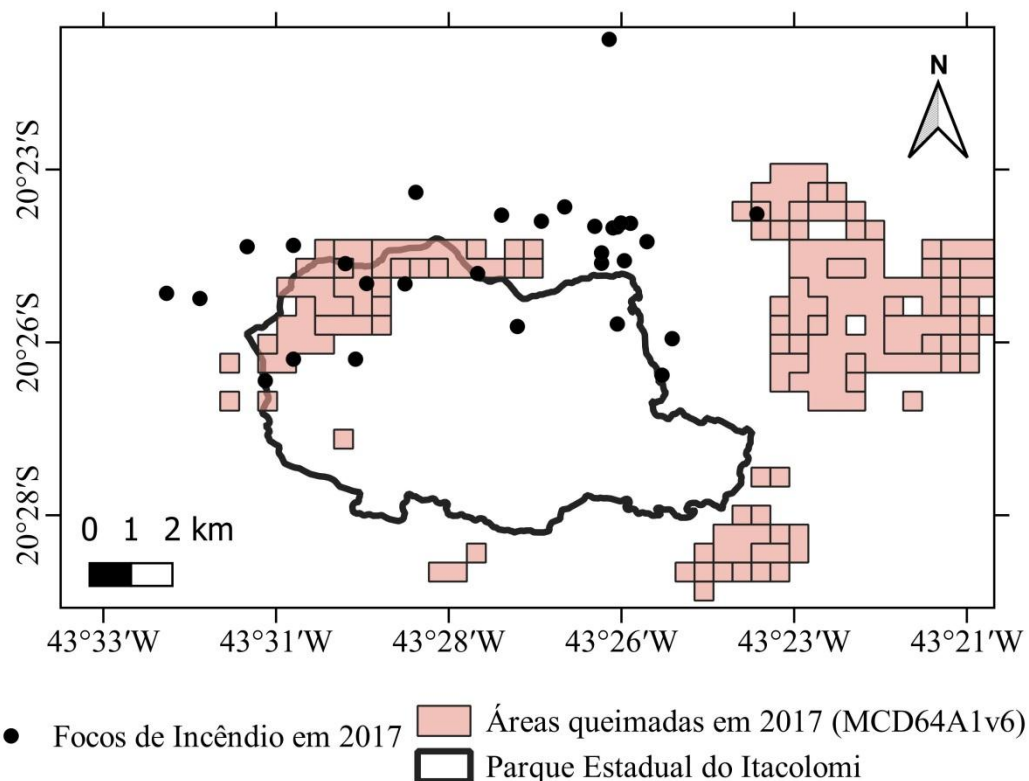 N
20°23′S
20°26′S
20°28′S
0 1 2 km
43°33′W 43°31′W 43°28′W 43°26′W 43°23′W 43°21′W
Focos de Incêndio em 2017 Áreas queimadas em 2017 (MCD64A1v6)
Parque Estadual do Itacolomi